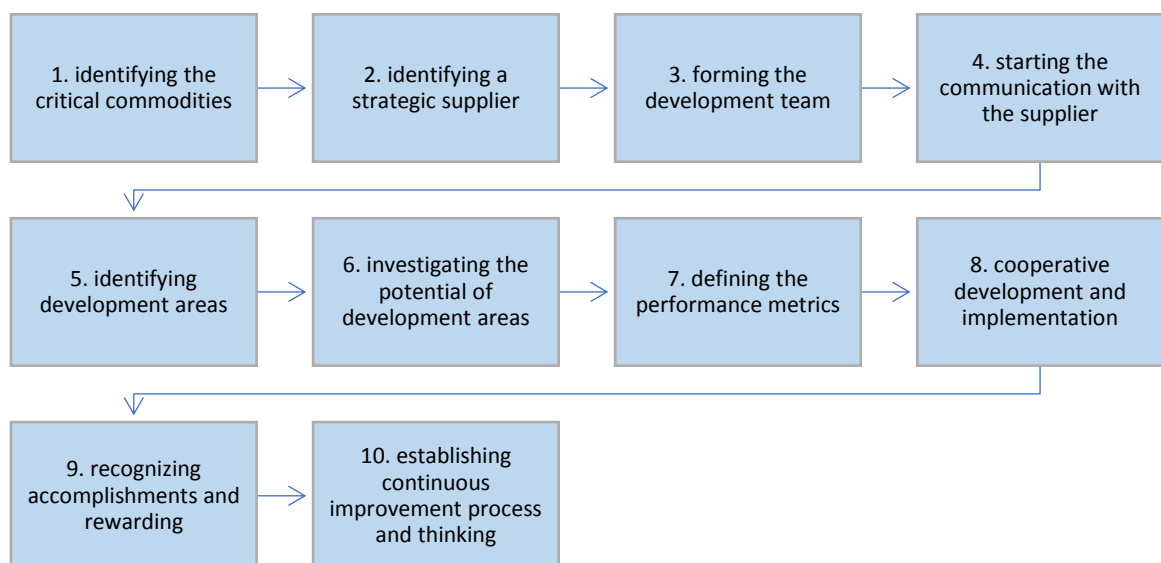 1. identifying the
critical commodities
2. identifying a
strategic supplier
3. forming the
development team
4. starting the
communication with
the supplier
5. identifying
development areas
6. investigating the
potential of
development areas
7. defining the
performance metrics
8. cooperative
development and
implementation
9. recognizing
accomplishments and
rewarding
10. establishing
continuous
improvement process
and thinking